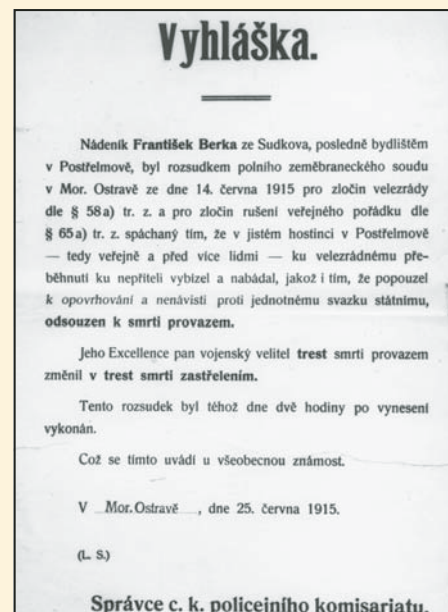 Vyhláška.
Nádeník František Berka ze Sudkova, posledně bydlištěm
v Postřelmově, byl rozsudkem polního zeměbraneckého soudu
v Mor. Ostravě ze dne 14. června 1915 pro zločin velezrády
dle § 58 a) tr. z. a pro zločin rušení veřejného pořádku dle
§ 65 a) tr. z. spáchaný tím, že v jistém hostinci v Postřelmově
— tedy veřejně a před více lidmi — ku velezrádnému pře-
běhnutí ku nepříteli vybízel a nabádal, jakož i tím, že popouzel
k opovrhování a nenávisti proti jednotnému svazku státnímu,
odsouzen k smrti provazem.
Jeho Excellence pan vojenský velitel trest smrti provazem
změnil v trest smrti zastřelením.
Tento rozsudek byl téhož dne dvě hodiny po vynesení
vykonán.
Což se tímto uvádí u všeobecnou známost.
V Mor. Ostravě , dne 25. června 1915.
(L. S.)
Správce c. k. policejního komisariatu.